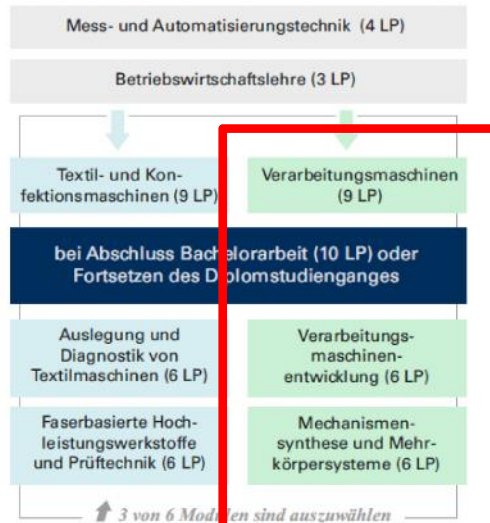 Mess- und Automatisierungstechnik (4 LP)
Betriebswirtschaftslehre (3 LP)
Textil- und Kon-
fektionsmaschinen (9 LP)
Verarbeitungsmaschinen
(9 LP)
bei Abschluss Bachelorarbeit (10 LP) oder
Fortsetzen des Diplomstudienganges
Auslegung und
Diagnostik von
Textilmaschinen (6 LP)
Verarbeitungs-
maschinen-
entwicklung (6 LP)
Faserbasierte Hoch-
leistungswerkstoffe
und Prüftechnik (6 LP)
Mechanismen-
synthese und Mehr-
körpersysteme (6 LP)
3 von 6 Modulen sind auszuwählen